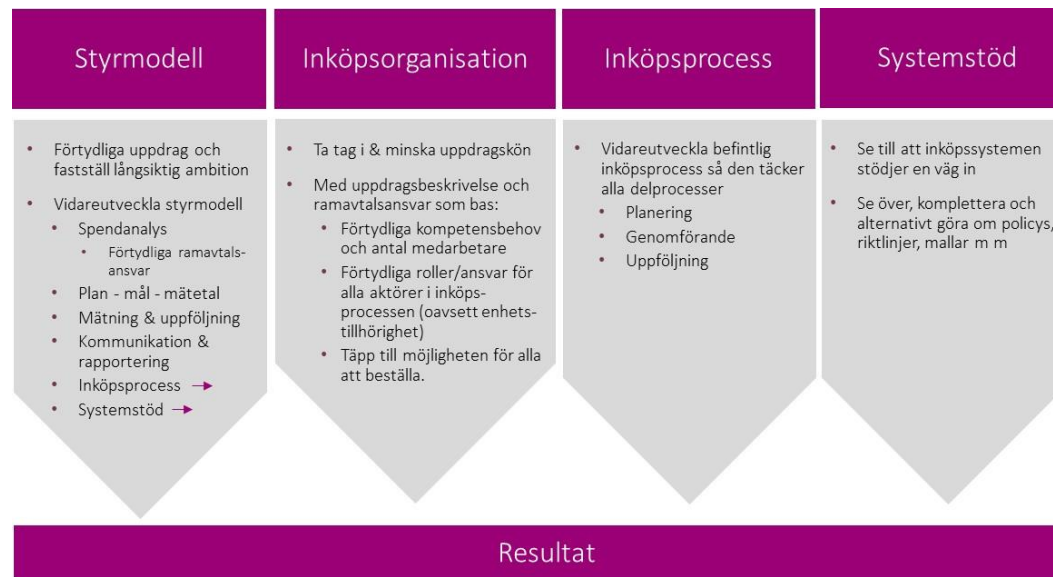 Styrmodell
• Förtydliga uppdrag och
fastställ långsiktig ambition
• Vidareutveckla styrmodell
• Spendanalys
• Förtydliga ramavtals-
ansvar
• Plan - mål - mätetal
• Mätning & uppföljning
• Kommunikation &
rapportering
• Inköpsprocess →
• Systemstöd →
Inköpsorganisation
• Ta tag i & minska uppdragskön
• Med uppdragsbeskrivelse och
ramavtalsansvar som bas:
• Förtydliga kompetensbehov
och antal medarbetare
• Förtydliga roller/ansvar för
alla aktörer i inköps-
processen (oavsett enhets-
tillhörighet)
• Täpp till möjligheten för alla
att beställa.
Inköpsprocess
• Vidareutveckla befintlig
inköpsprocess så den täcker
alla delprocesser
• Planering
• Genomförande
• Uppföljning
Systemstöd
• Se till att inköpssystemen
stödjer en väg in
• Se över, komplettera och
alternativt göra om policys,
riktlinjer, mallar m m
Resultat